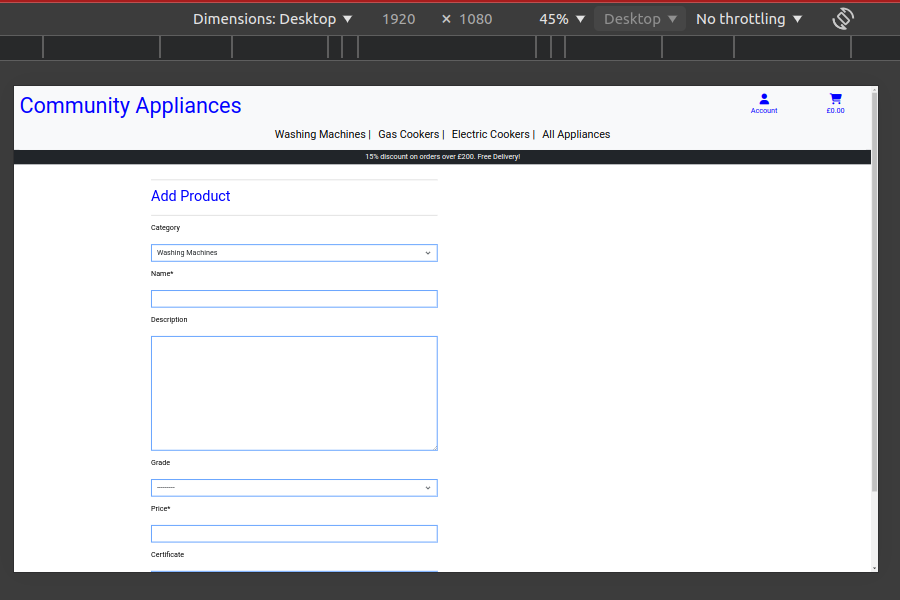 Dimensions: Desktop ▼ 1920 × 1080 45% ▼ Desktop ▼ No throttling ▼
Community Appliances
Account £0.00
Washing Machines | Gas Cookers | Electric Cookers | All Appliances
15% discount on orders over £200. Free Delivery!
Add Product
Category
Washing Machines
Name*
Description
Grade
---------
Price*
Certificate